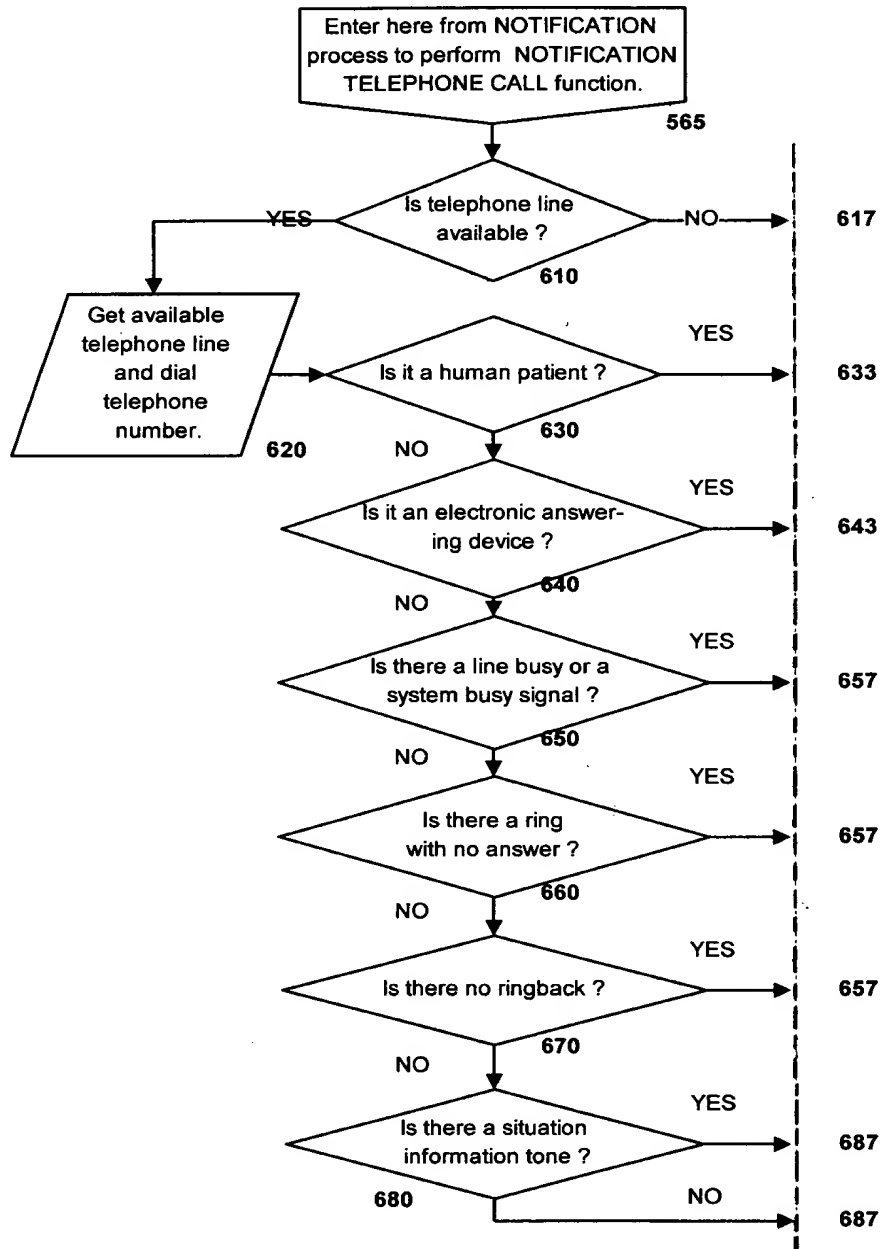 Enter here from NOTIFICATION
process to perform NOTIFICATION
TELEPHONE CALL function.
565
Is telephone line
available ?
YES
NO
617
610
Get available
telephone line
and dial
telephone
number.
620
Is it a human patient ?
YES
633
630
NO
Is it an electronic answer-
ing device ?
YES
643
640
NO
Is there a line busy or a
system busy signal ?
YES
657
650
NO
Is there a ring
with no answer ?
YES
657
660
NO
Is there no ringback ?
YES
657
670
NO
Is there a situation
information tone ?
YES
687
680
NO
687